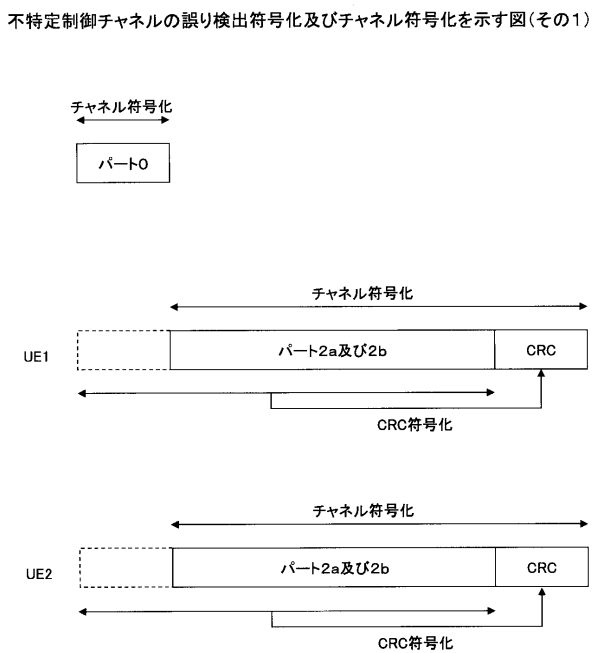 不特定制御チャネルの誤り検出符号化及びチャネル符号化を示す図(その1)
チャネル符号化
パート0
チャネル符号化
UE1
パート2a及び2b
CRC
CRC符号化
チャネル符号化
UE2
パート2a及び2b
CRC
CRC符号化